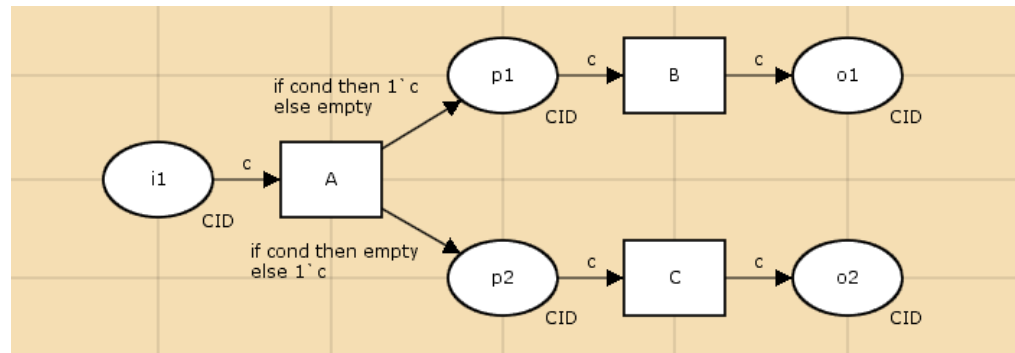 p1
c
B
c
o1
if cond then 1`c
else empty
CID
CID
i1
c
A
CID
if cond then empty
else 1`c
p2
c
C
c
o2
CID
CID